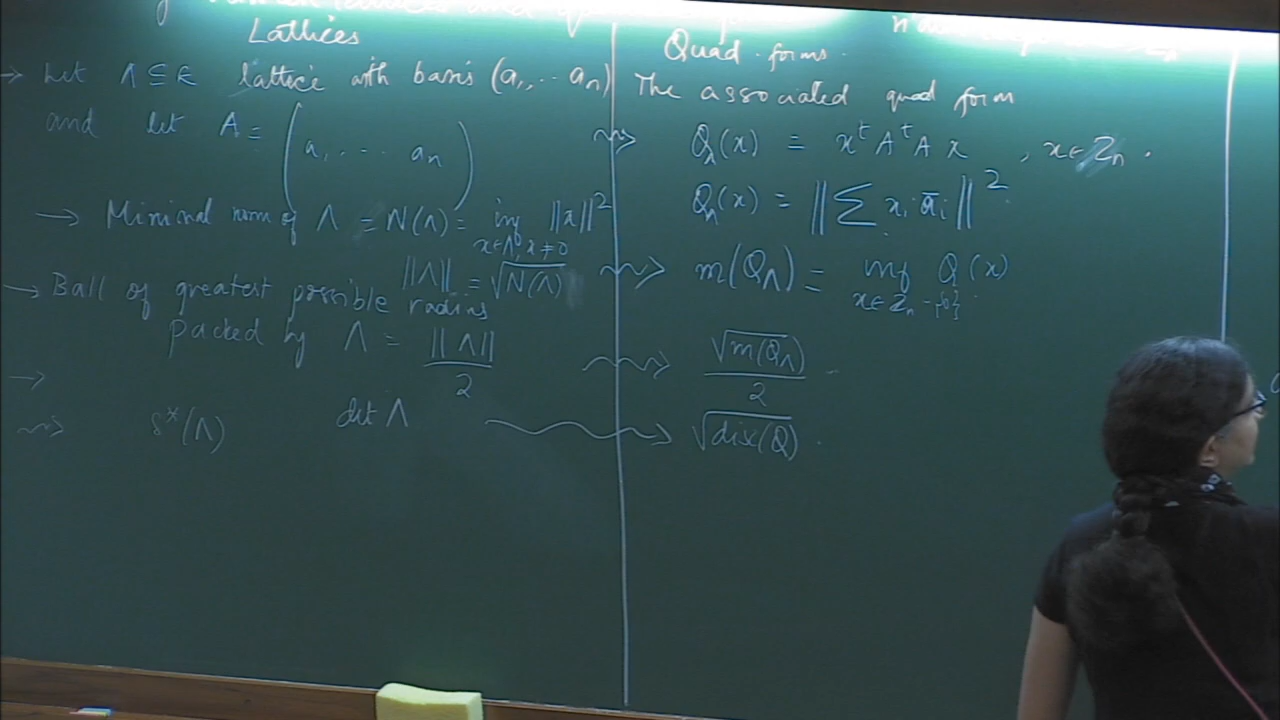 Lattices
→ Let Λ ⊆ E lattice with basis (a₁, ... aₙ)
and let A = (a₁ ... aₙ)
→ Minimal norm of Λ = N(Λ) = inf ‖x‖²
x∈Λ, x≠0
‖Λ‖ = √N(Λ)
→ Ball of greatest possible radius
packed by Λ = ‖Λ‖/2
→
⇝ δ*(Λ) det Λ
Quad. forms.
The associated quad form
⇝ Q_Λ(x) = xᵗAᵗA x , x ∈ Zₙ .
Q_Λ(x) = ‖∑ xᵢ āᵢ‖²
⇝ m(Q_Λ) = inf Q(x)
x∈Zₙ-{0}
⇝ √m(Q_Λ)/2
⇝ √disc(Q) .